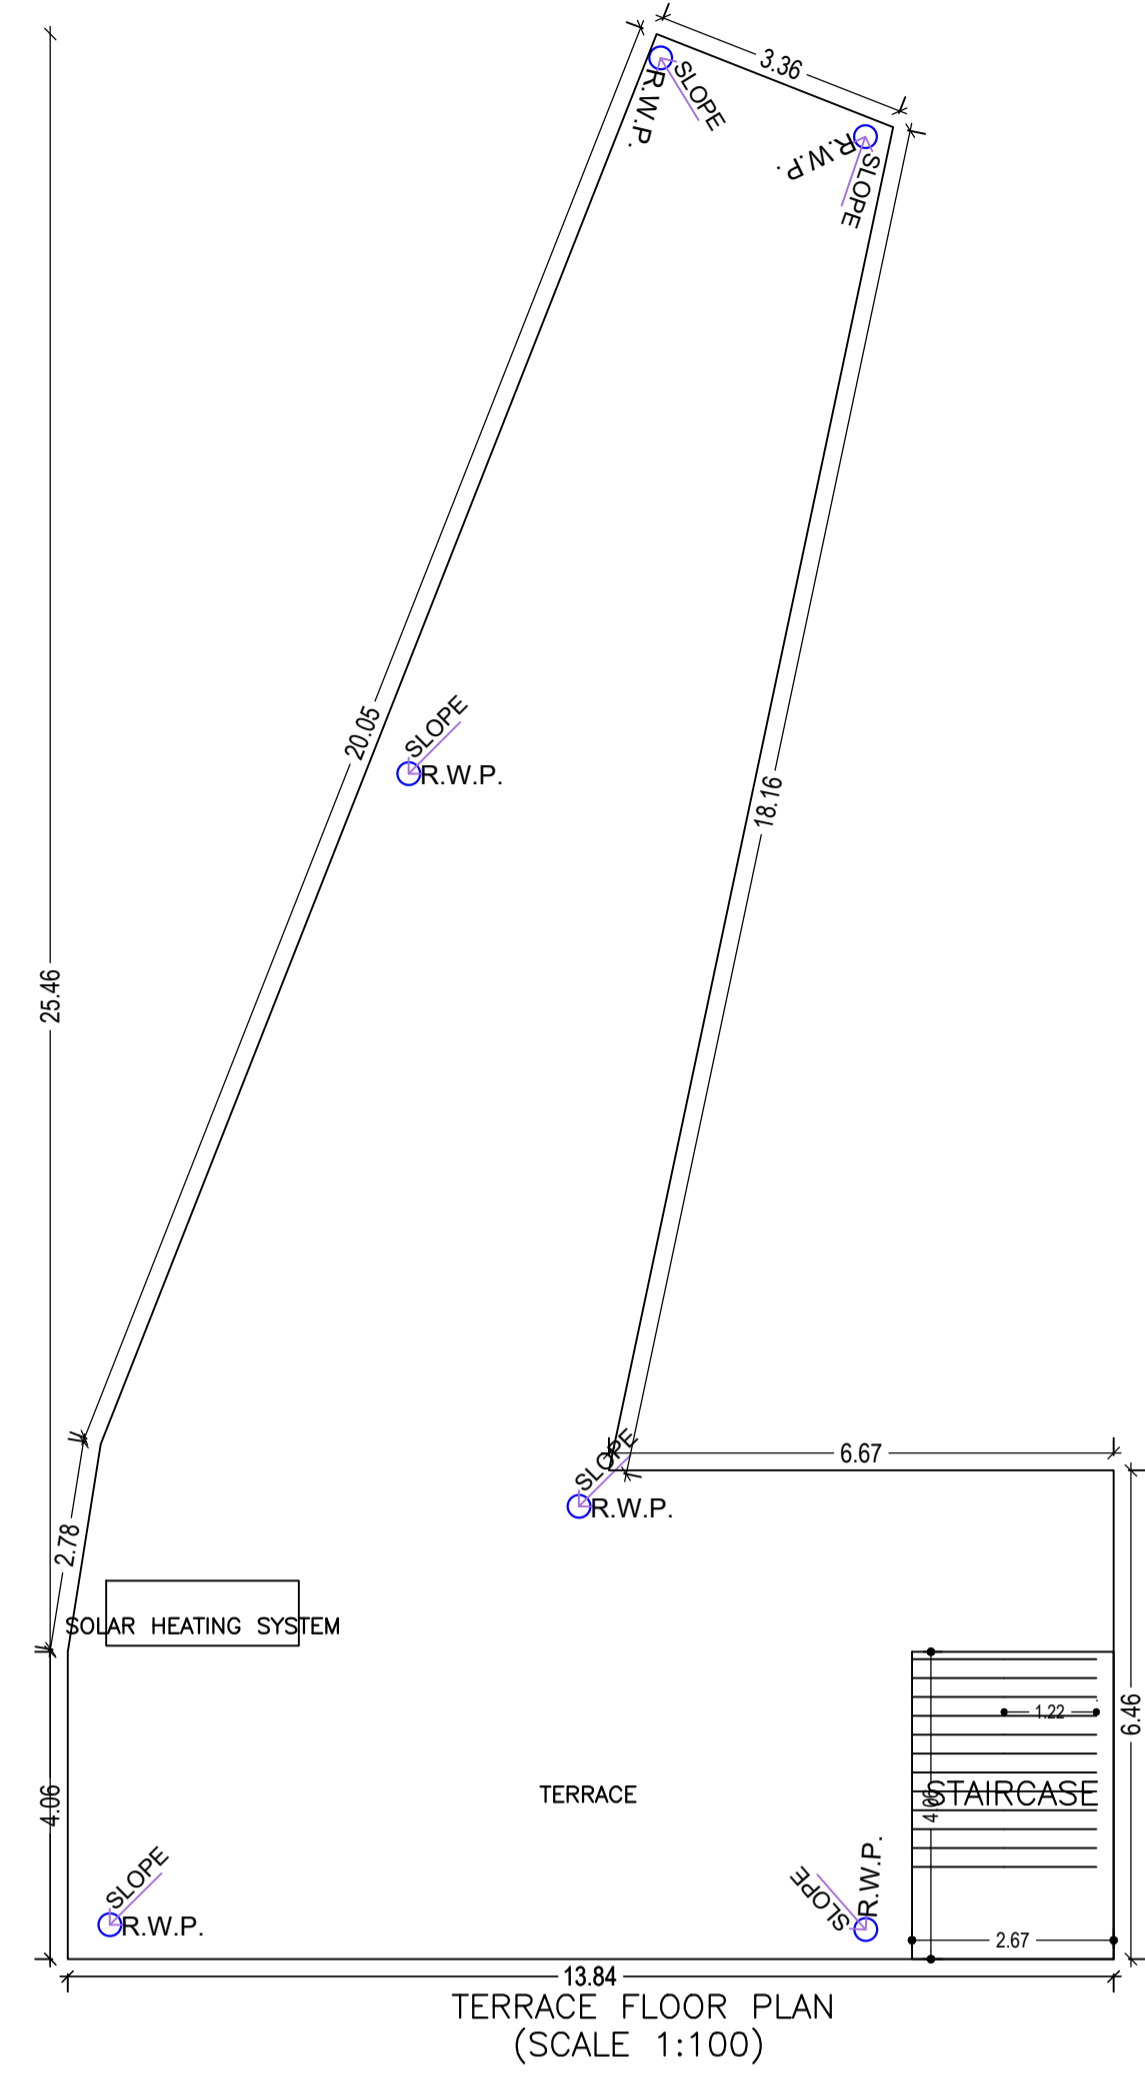 3.36
SLOPE
R.W.P.
R.W.P.
SLOPE
20.05
SLOPE
R.W.P.
18.16
25.46
SLOPE
R.W.P.
6.67
2.78
SOLAR HEATING SYSTEM
6.46
1.22
STAIRCASE
4.06
4.06
TERRACE
SLOPE
R.W.P.
SLOPE
R.W.P.
2.67
13.84
TERRACE FLOOR PLAN
(SCALE 1:100)